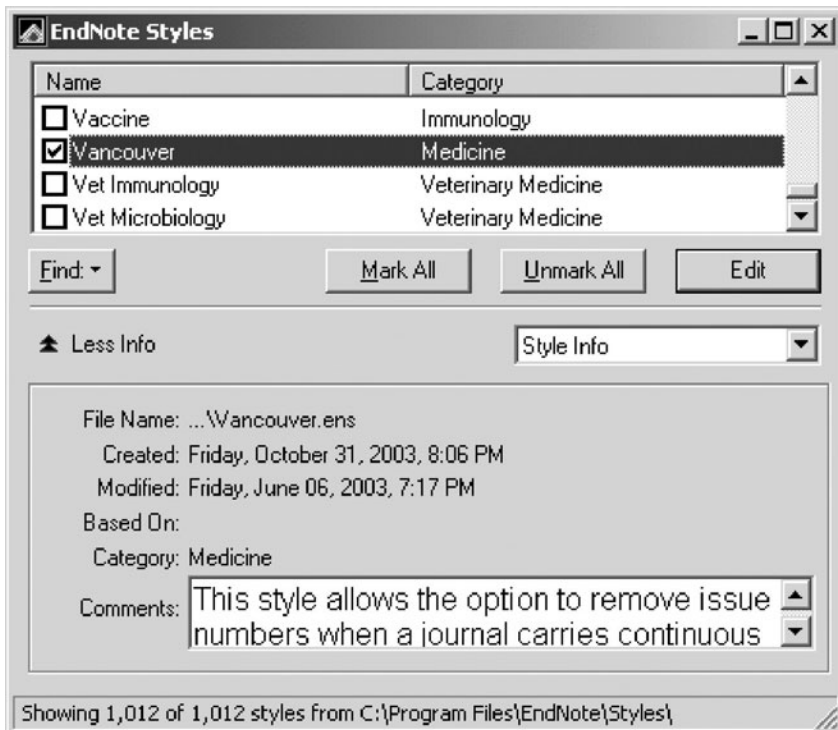 EndNote Styles
Name Category
Vaccine Immunology
Vancouver Medicine
Vet Immunology Veterinary Medicine
Vet Microbiology Veterinary Medicine
Find: Mark All Unmark All Edit
Less Info Style Info
File Name: ...\Vancouver.ens
Created: Friday, October 31, 2003, 8:06 PM
Modified: Friday, June 06, 2003, 7:17 PM
Based On:
Category: Medicine
Comments: This style allows the option to remove issue
numbers when a journal carries continuous
Showing 1,012 of 1,012 styles from C:\Program Files\EndNote\Styles\